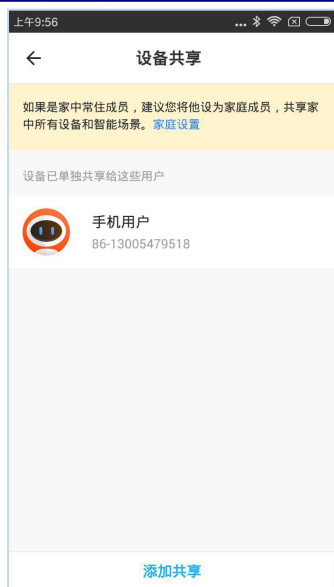 上午9:56
设备共享
如果是家中常住成员，建议您将他设为家庭成员，共享家
中所有设备和智能场景。家庭设置
设备已单独共享给这些用户
手机用户
86-13005479518
添加共享